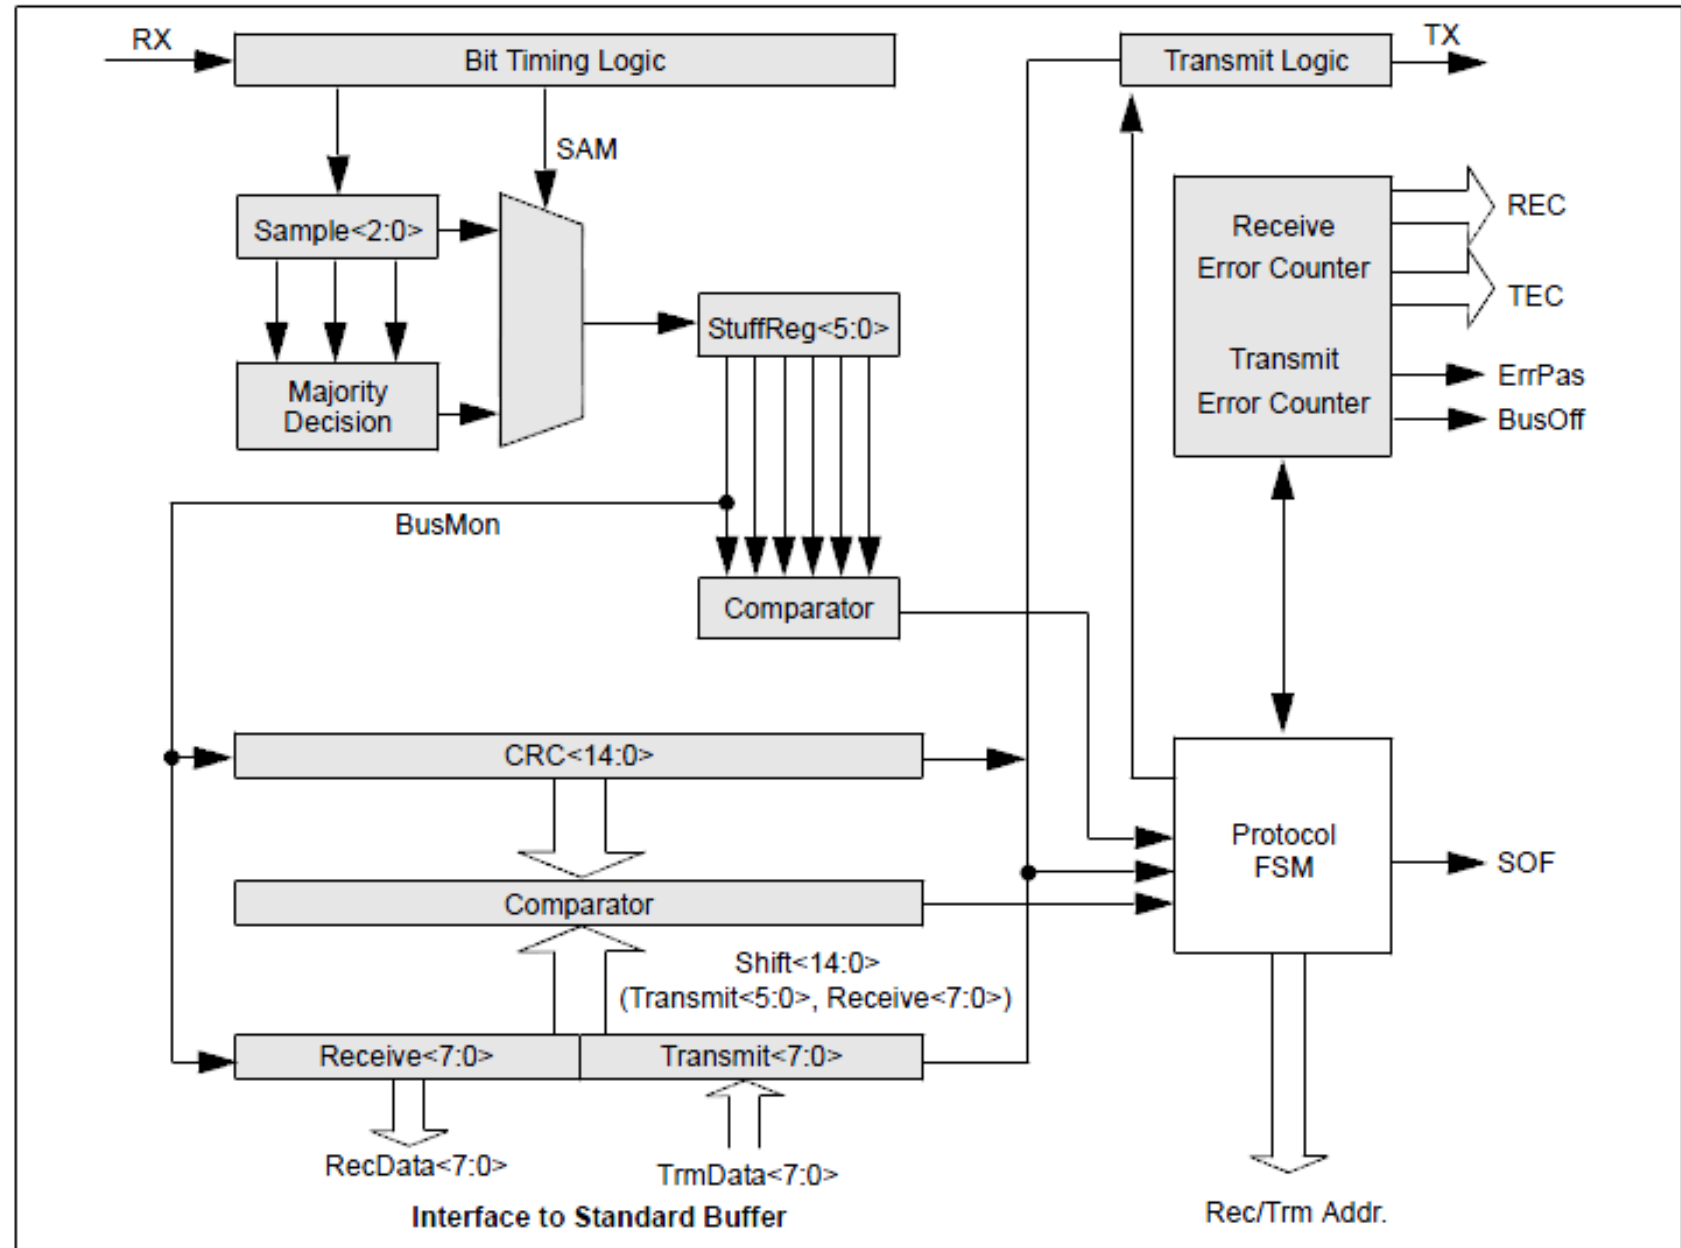 RX
Bit Timing Logic
Transmit Logic
TX
SAM
Sample<2:0>
Majority
Decision
StuffReg<5:0>
Receive
Error Counter
Transmit
Error Counter
REC
TEC
ErrPas
BusOff
BusMon
Comparator
CRC<14:0>
Comparator
Protocol
FSM
SOF
Shift<14:0>
(Transmit<5:0>, Receive<7:0>)
Receive<7:0>
Transmit<7:0>
RecData<7:0>
TrmData<7:0>
Interface to Standard Buffer
Rec/Trm Addr.